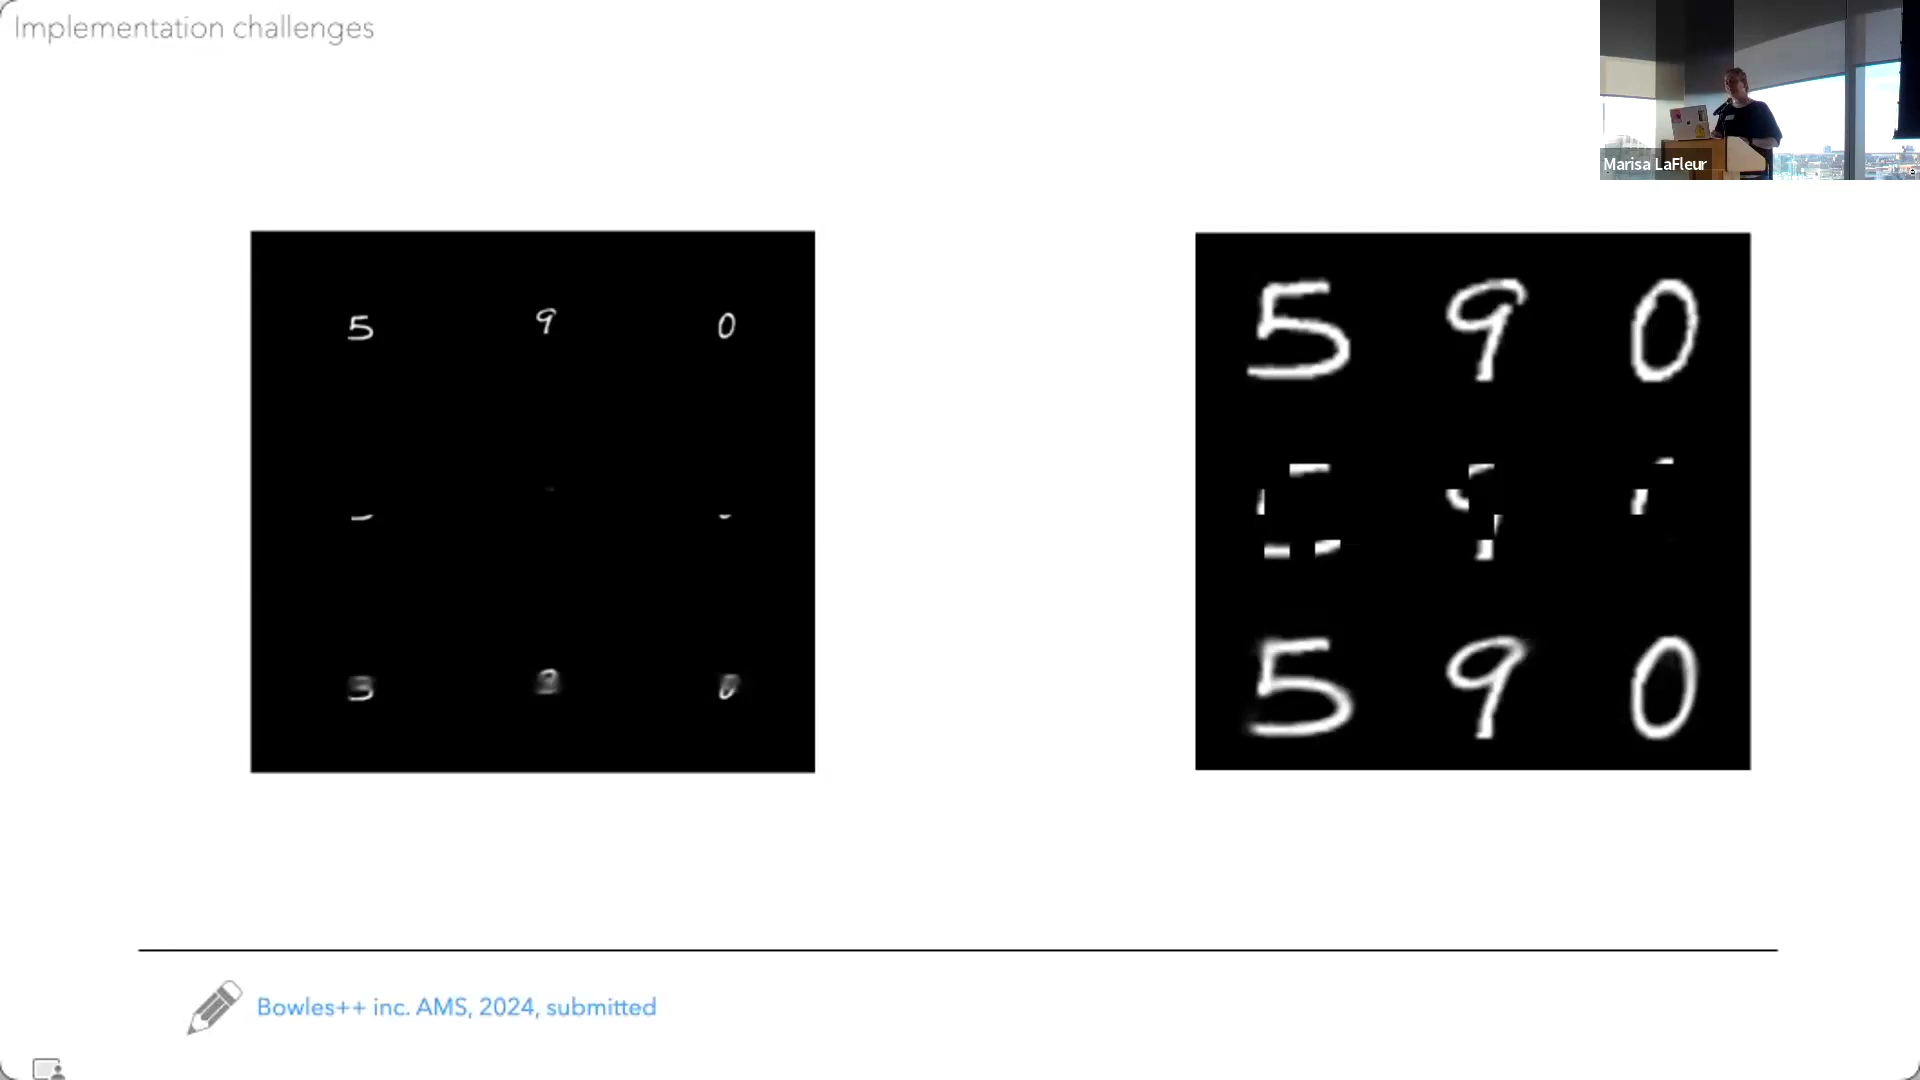 Implementation challenges
Marisa LaFleur
5 9 0
5 9 0
5 9 0
Bowles++ inc. AMS, 2024, submitted